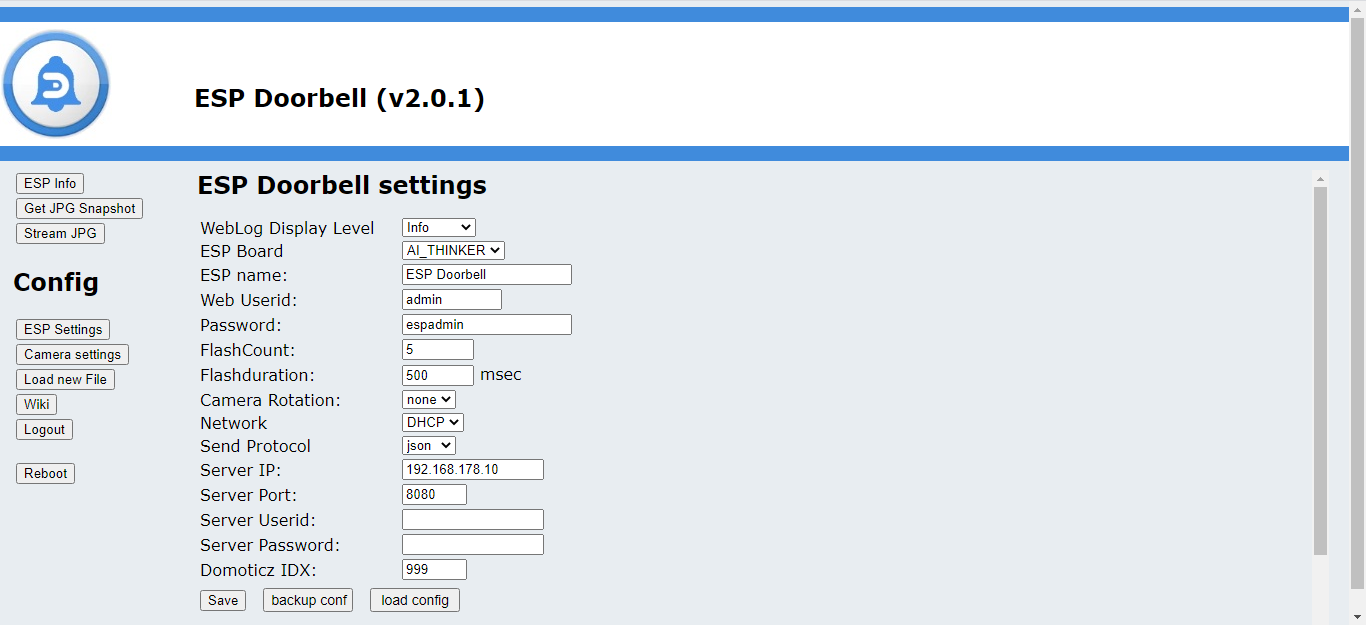 ESP Doorbell (v2.0.1)
ESP Info
Get JPG Snapshot
Stream JPG
Config
ESP Settings
Camera settings
Load new File
Wiki
Logout
Reboot
ESP Doorbell settings
WebLog Display Level Info
ESP Board AI_THINKER
ESP name: ESP Doorbell
Web Userid: admin
Password: espadmin
FlashCount: 5
Flashduration: 500 msec
Camera Rotation: none
Network DHCP
Send Protocol json
Server IP: 192.168.178.10
Server Port: 8080
Server Userid:
Server Password:
Domoticz IDX: 999
Save backup conf load config